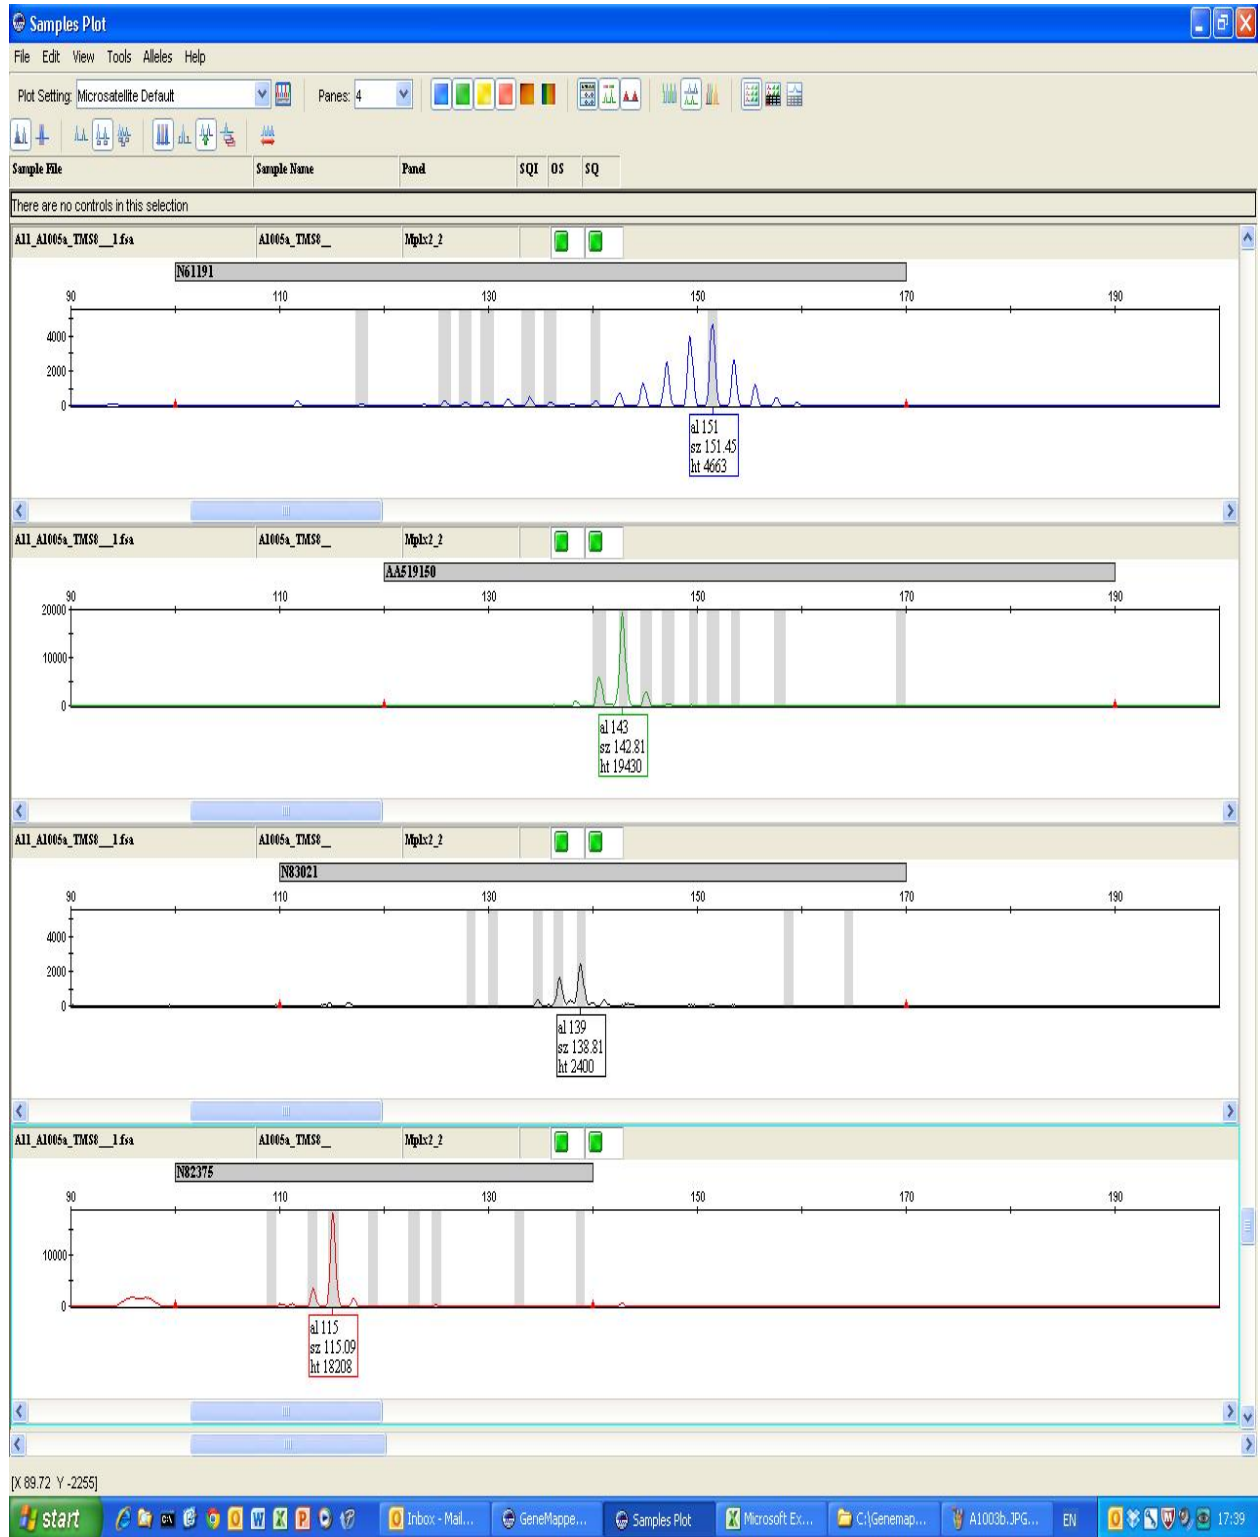 Samples Plot
File Edit View Tools Alleles Help
Plot Setting: Microsatellite Default Panes: 4
Sample File Sample Name Panel SQI OS SQ
There are no controls in this selection
A11_A1005a_TMS8__1.fsa A1005a_TMS8__ Mplx2_2
N61191
90 110 130 150 170 190
4000
2000
0
al 151
sz 151.45
ht 4663
A11_A1005a_TMS8__1.fsa A1005a_TMS8__ Mplx2_2
AA519150
90 110 130 150 170 190
20000
10000
0
al 143
sz 142.81
ht 19430
A11_A1005a_TMS8__1.fsa A1005a_TMS8__ Mplx2_2
N83021
90 110 130 150 170 190
4000
2000
0
al 139
sz 138.81
ht 2400
A11_A1005a_TMS8__1.fsa A1005a_TMS8__ Mplx2_2
N82375
90 110 130 150 170 190
10000
0
al 115
sz 115.09
ht 18208
[X 89.72 Y -2255]
start Inbox - Mail... GeneMappe... Samples Plot Microsoft Ex... C:\Genemap... A1003b.JPG... EN 17:39